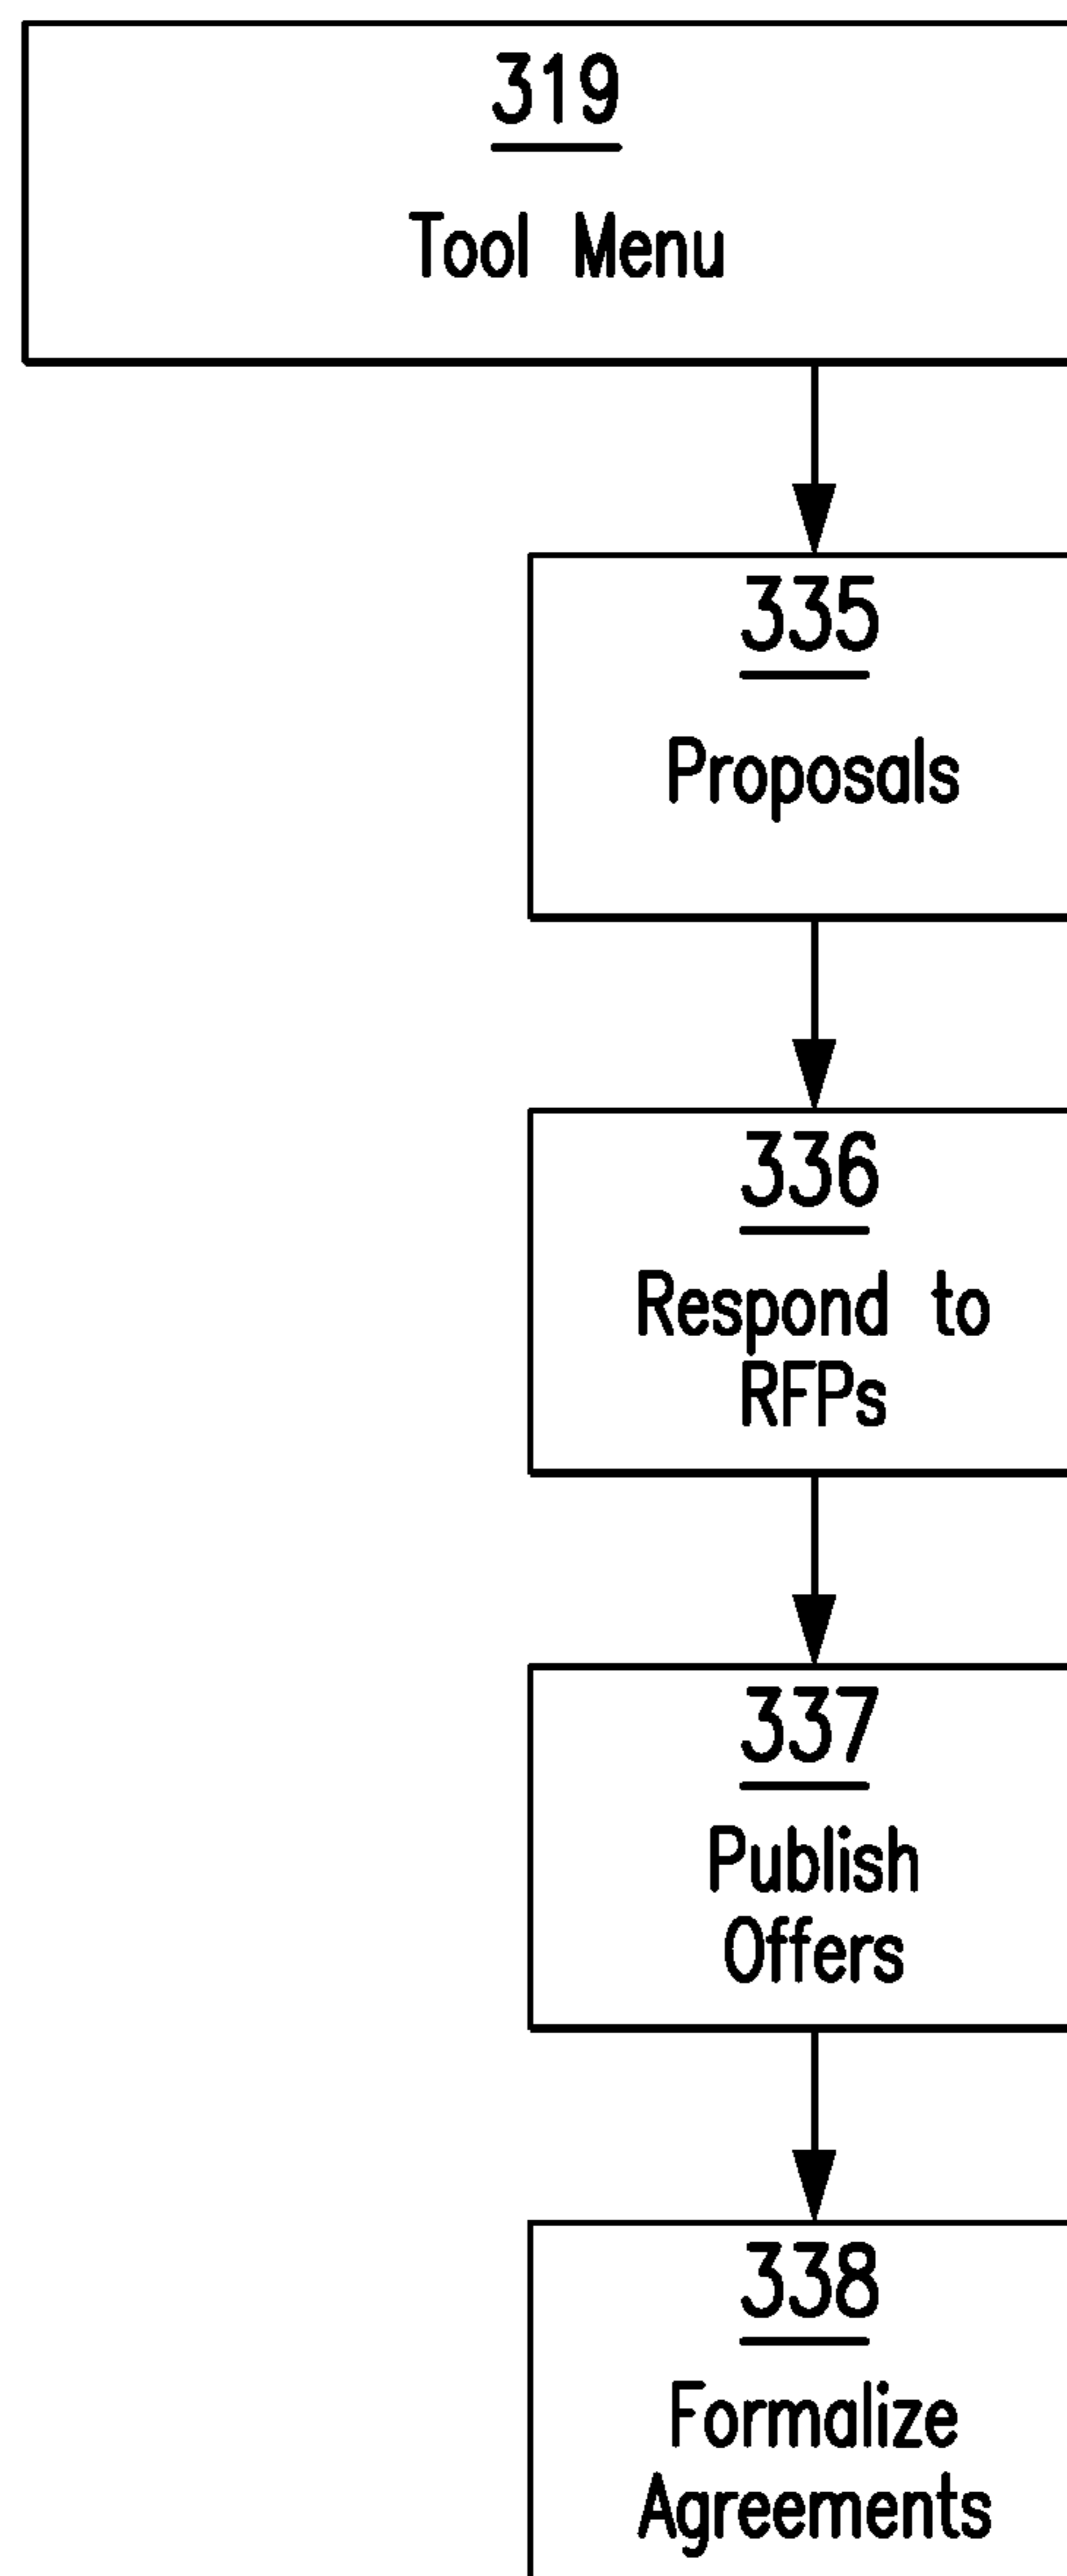 319
Tool Menu
335
Proposals
336
Respond to
RFPs
337
Publish
Offers
338
Formalize
Agreements